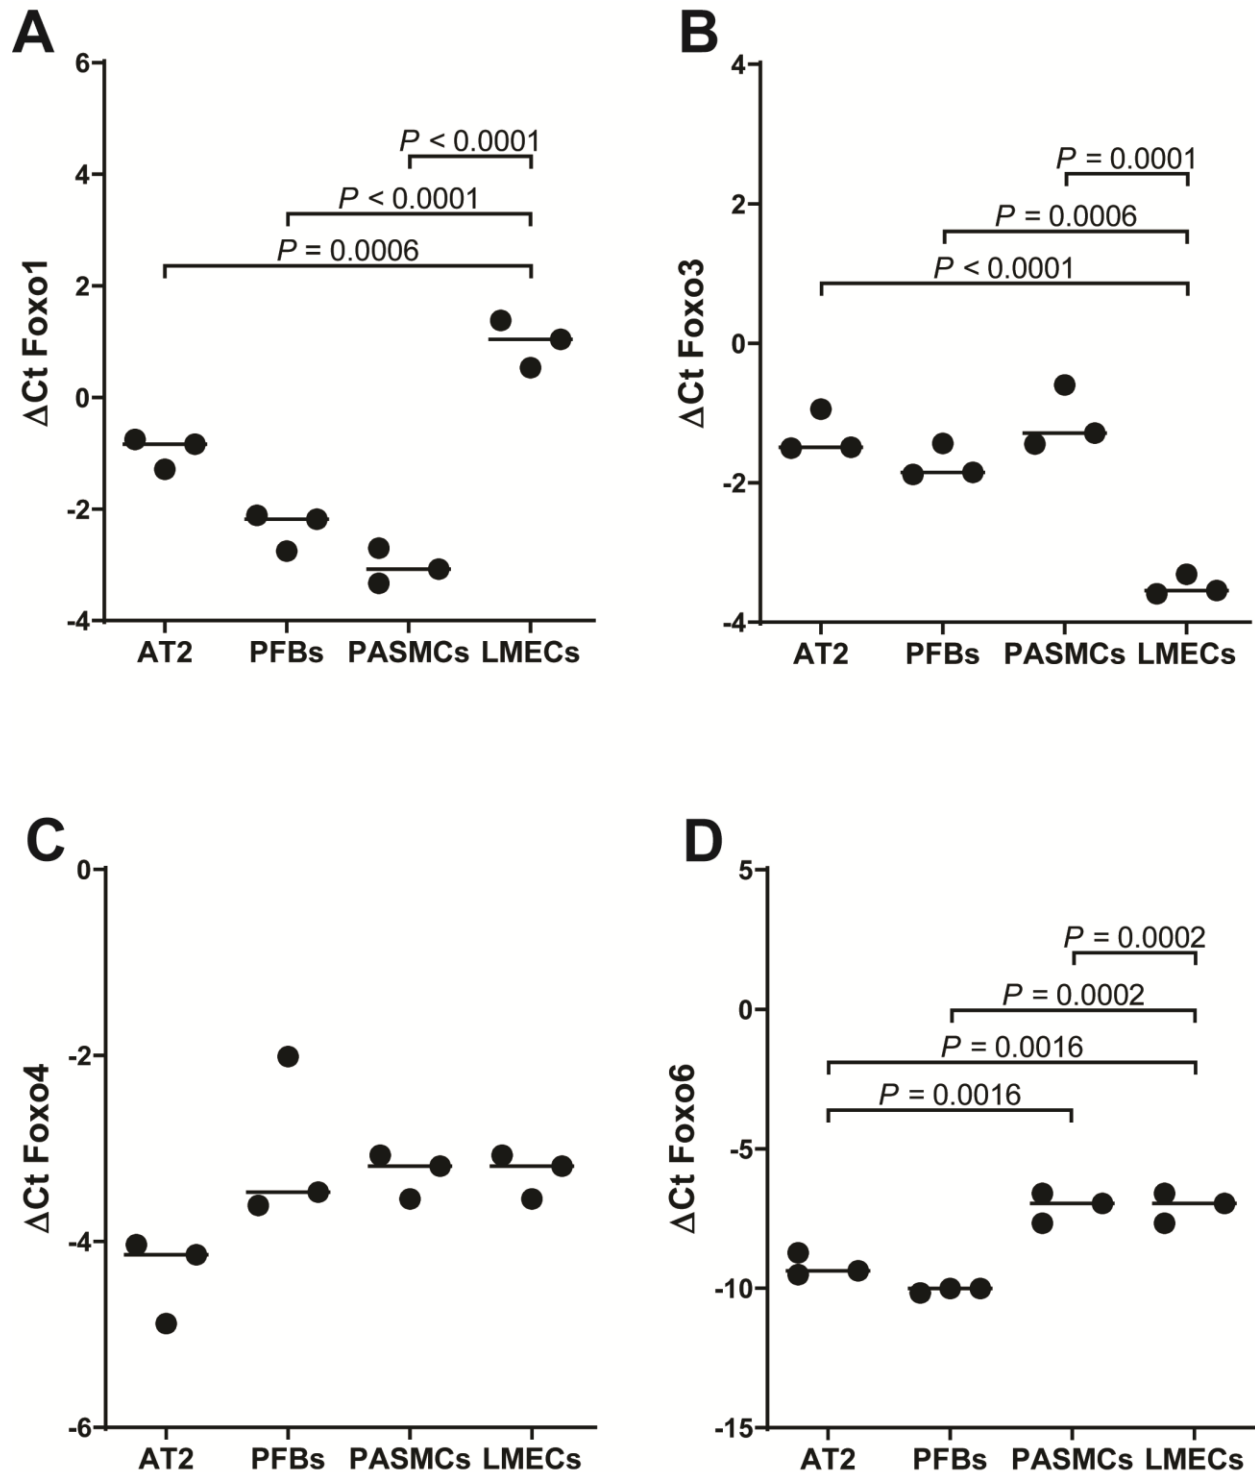 A
6
4
2
0
-2
-4
ΔCt Foxo1
P < 0.0001
P < 0.0001
P = 0.0006
AT2 PFBs PASMCs LMECs
B
4
2
0
-2
-4
ΔCt Foxo3
P = 0.0001
P = 0.0006
P < 0.0001
AT2 PFBs PASMCs LMECs
C
0
-2
-4
-6
ΔCt Foxo4
AT2 PFBs PASMCs LMECs
D
5
0
-5
-10
-15
ΔCt Foxo6
P = 0.0002
P = 0.0002
P = 0.0016
P = 0.0016
AT2 PFBs PASMCs LMECs